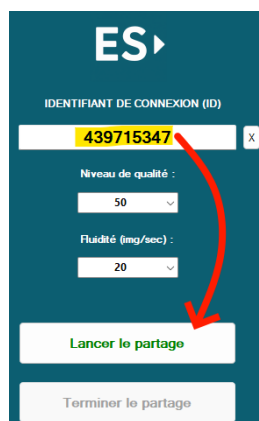 ES
IDENTIFIANT DE CONNEXION (ID)
439715347 X
Niveau de qualité :
50
Fluidité (img/sec) :
20
Lancer le partage
Terminer le partage